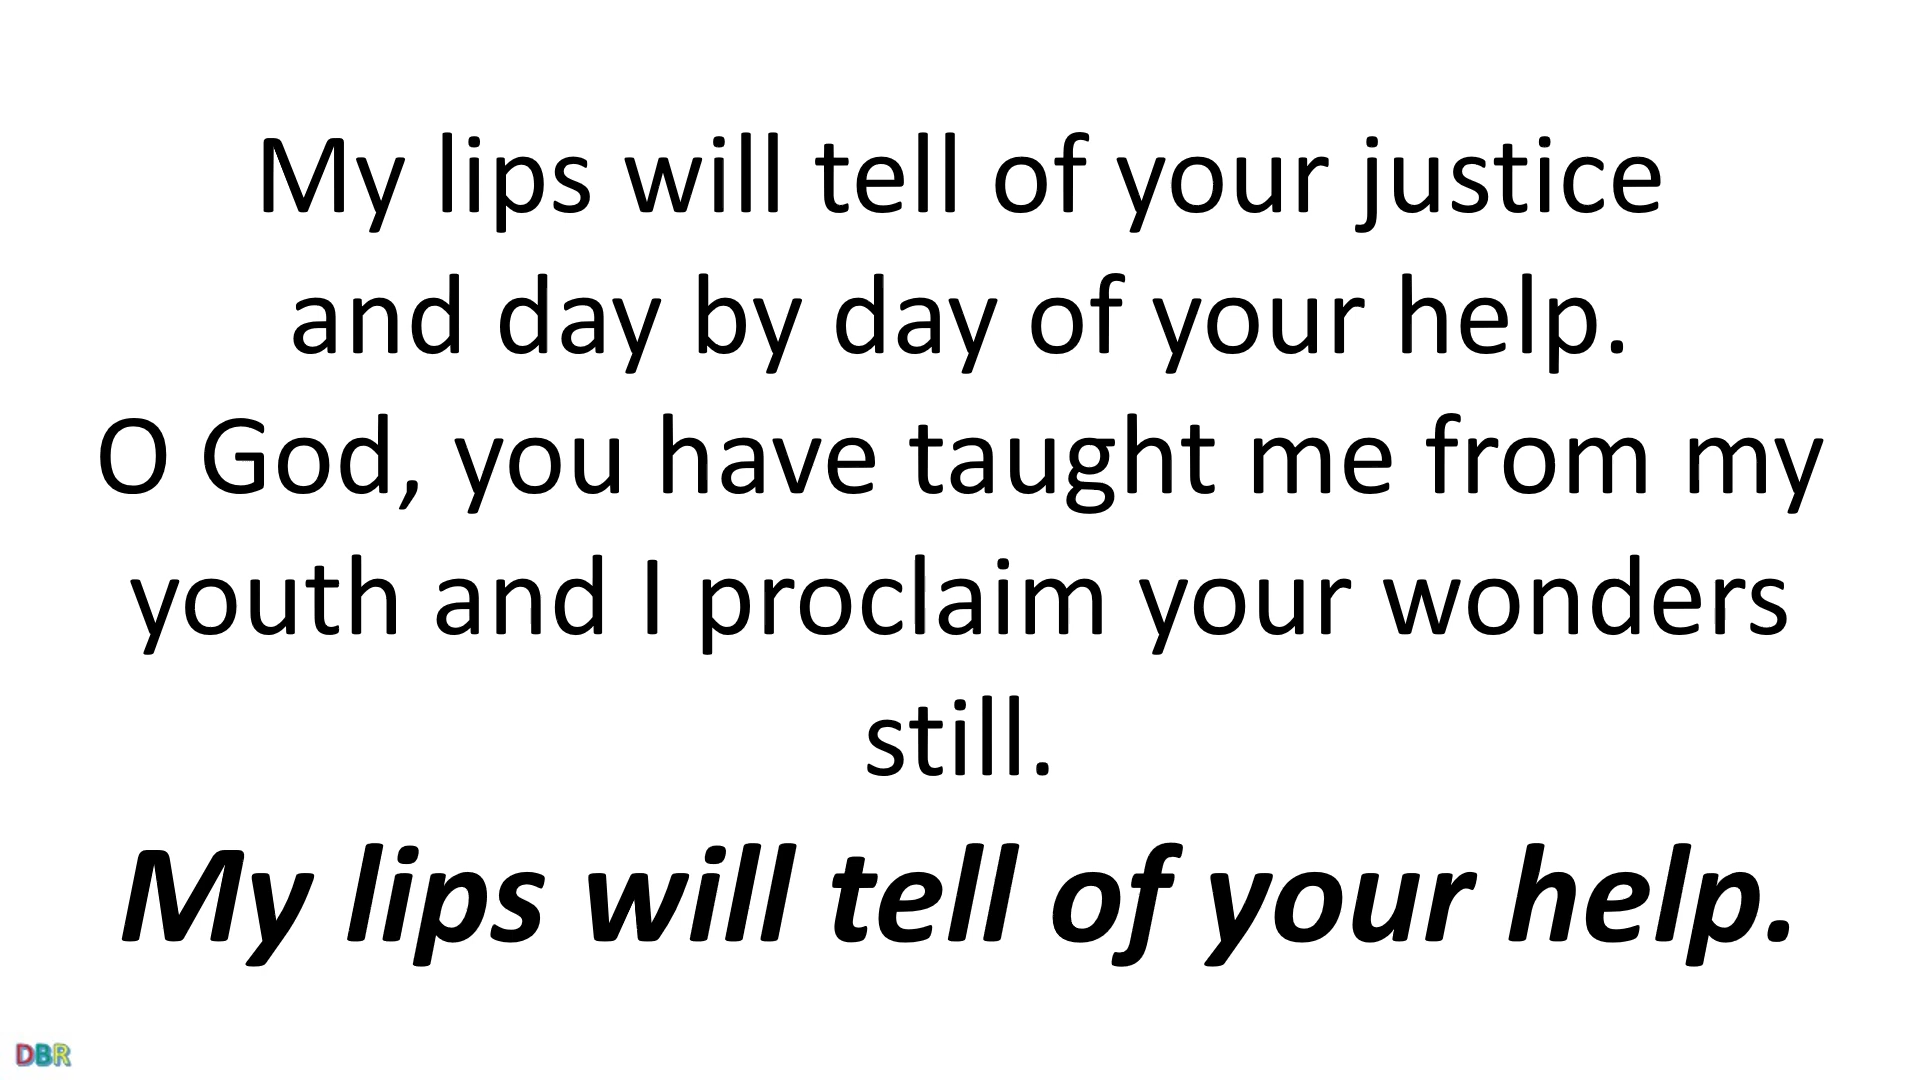 My lips will tell of your justice
and day by day of your help.
O God, you have taught me from my
youth and I proclaim your wonders
still.
My lips will tell of your help.
DBR